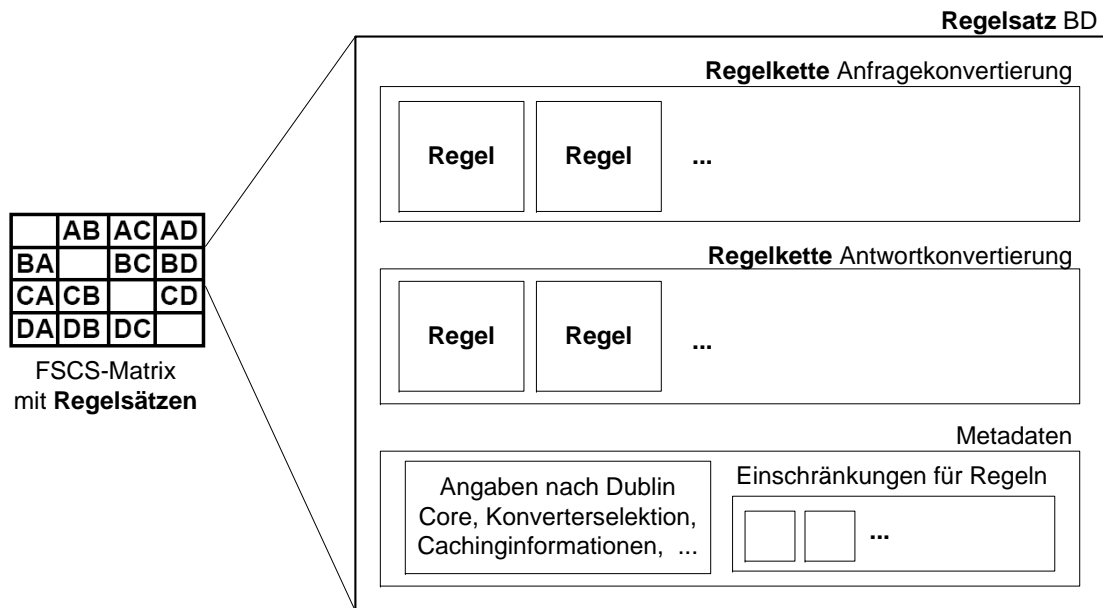 Regelsatz BD
Regelkette Anfragekonvertierung
Regel Regel ...
AB AC AD
BA BC BD
CA CB CD
DA DB DC
FSCS-Matrix
mit Regelsätzen
Regelkette Antwortkonvertierung
Regel Regel ...
Metadaten
Angaben nach Dublin
Core, Konverterselektion,
Cachinginformationen, ...
Einschränkungen für Regeln
...